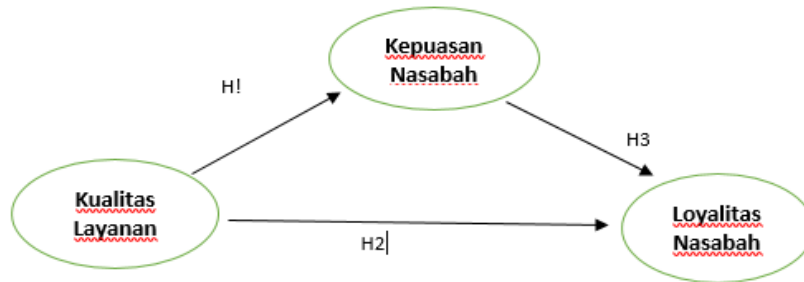 Kepuasan
Nasabah
H!
H3
Kualitas
Layanan
H2
Loyalitas
Nasabah